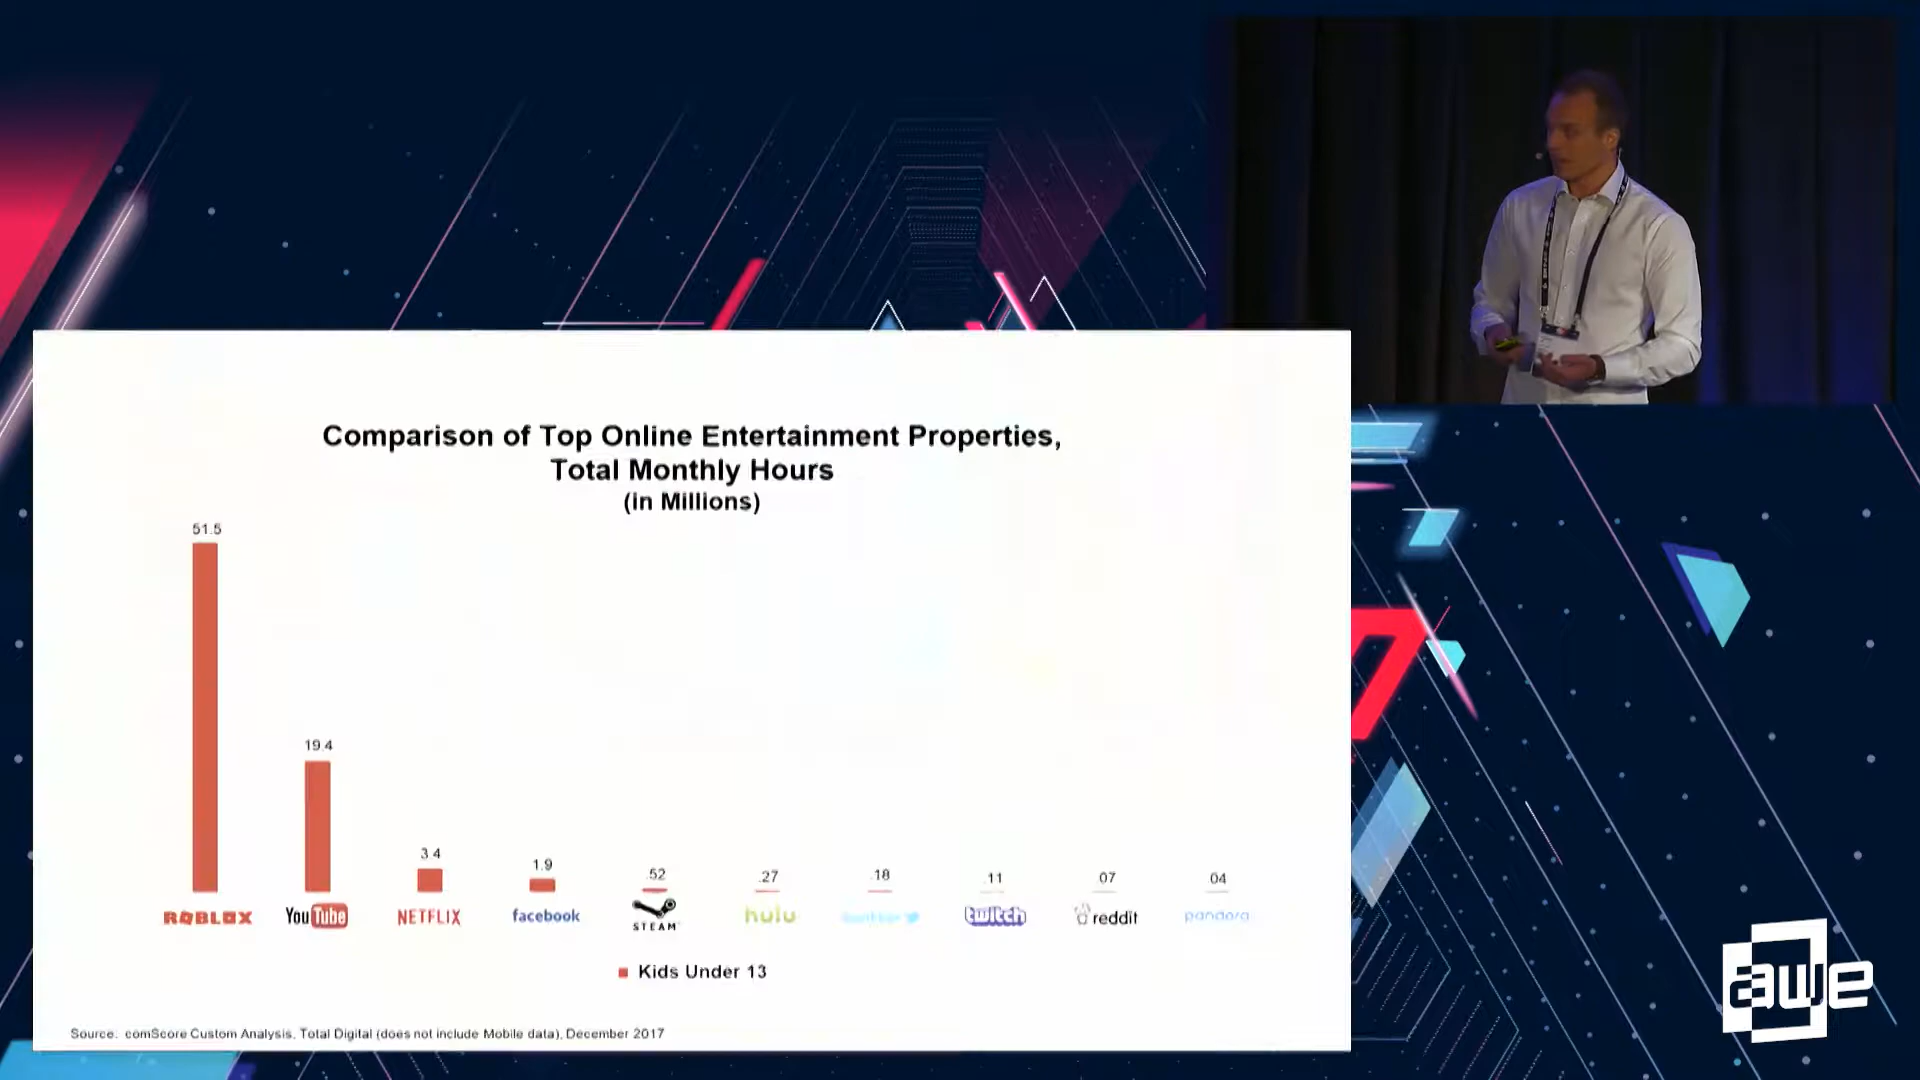 Comparison of Top Online Entertainment Properties,
Total Monthly Hours
(in Millions)
51.5
19.4
3.4
1.9
.52
.27
.18
.11
07
04
ROBLOX
YouTube
NETFLIX
facebook
STEAM
hulu
twitter
twitch
reddit
pandora
Kids Under 13
Source: comScore Custom Analysis, Total Digital (does not include Mobile data), December 2017
awe